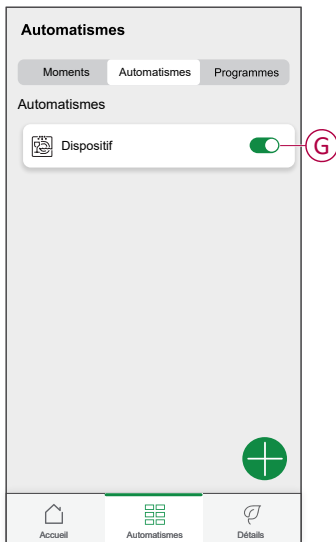 Automatismes
Moments Automatismes Programmes
Automatismes
Dispositif
G
Accueil Automatismes Détails